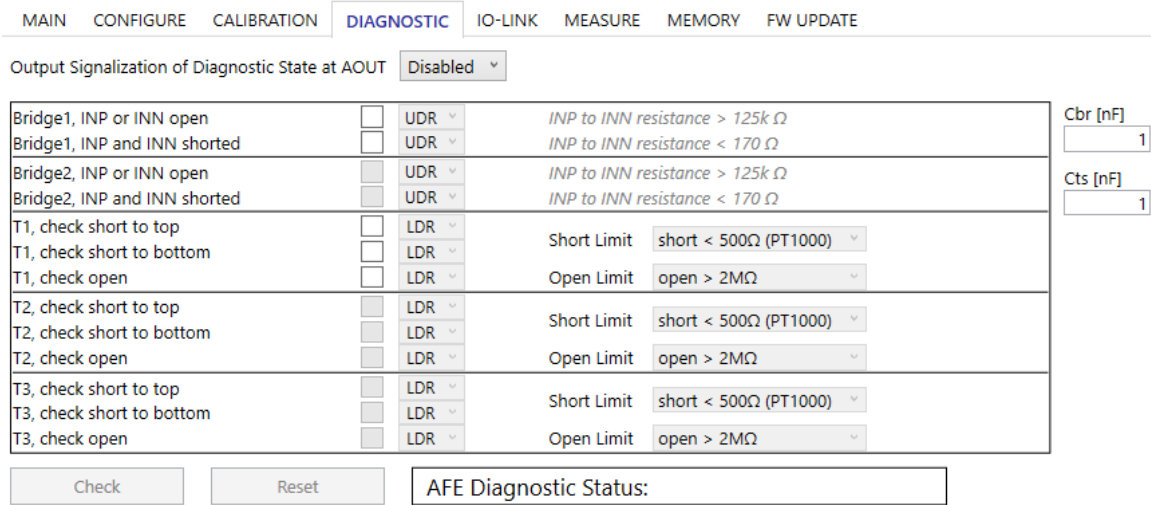 MAIN CONFIGURE CALIBRATION DIAGNOSTIC IO-LINK MEASURE MEMORY FW UPDATE
Output Signalization of Diagnostic State at AOUT Disabled
Bridge1, INP or INN open UDR INP to INN resistance > 125k Ω
Bridge1, INP and INN shorted UDR INP to INN resistance < 170 Ω
Bridge2, INP or INN open UDR INP to INN resistance > 125k Ω
Bridge2, INP and INN shorted UDR INP to INN resistance < 170 Ω
T1, check short to top LDR
T1, check short to bottom LDR
T1, check open LDR
Short Limit short < 500Ω (PT1000)
Open Limit open > 2MΩ
T2, check short to top LDR
T2, check short to bottom LDR
T2, check open LDR
Short Limit short < 500Ω (PT1000)
Open Limit open > 2MΩ
T3, check short to top LDR
T3, check short to bottom LDR
T3, check open LDR
Short Limit short < 500Ω (PT1000)
Open Limit open > 2MΩ
Cbr [nF]
1
Cts [nF]
1
Check Reset AFE Diagnostic Status: